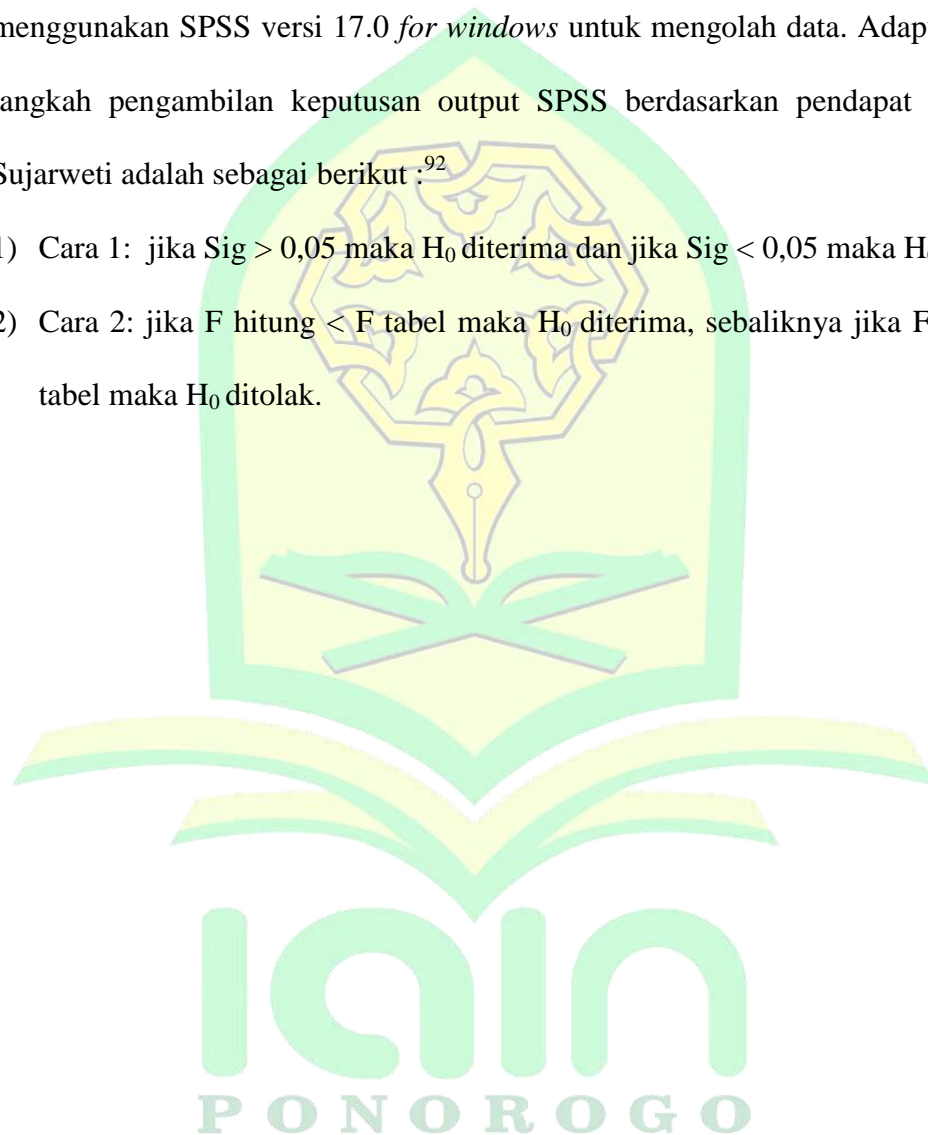 menggunakan SPSS versi 17.0 for windows untuk mengolah data. Adap
angkah pengambilan keputusan output SPSS berdasarkan pendapat
Sujarweti adalah sebagai berikut :92
1) Cara 1: jika Sig > 0,05 maka H0 diterima dan jika Sig < 0,05 maka H
2) Cara 2: jika F hitung < F tabel maka H0 diterima, sebaliknya jika F
tabel maka H0 ditolak.
iain
PONOROGO